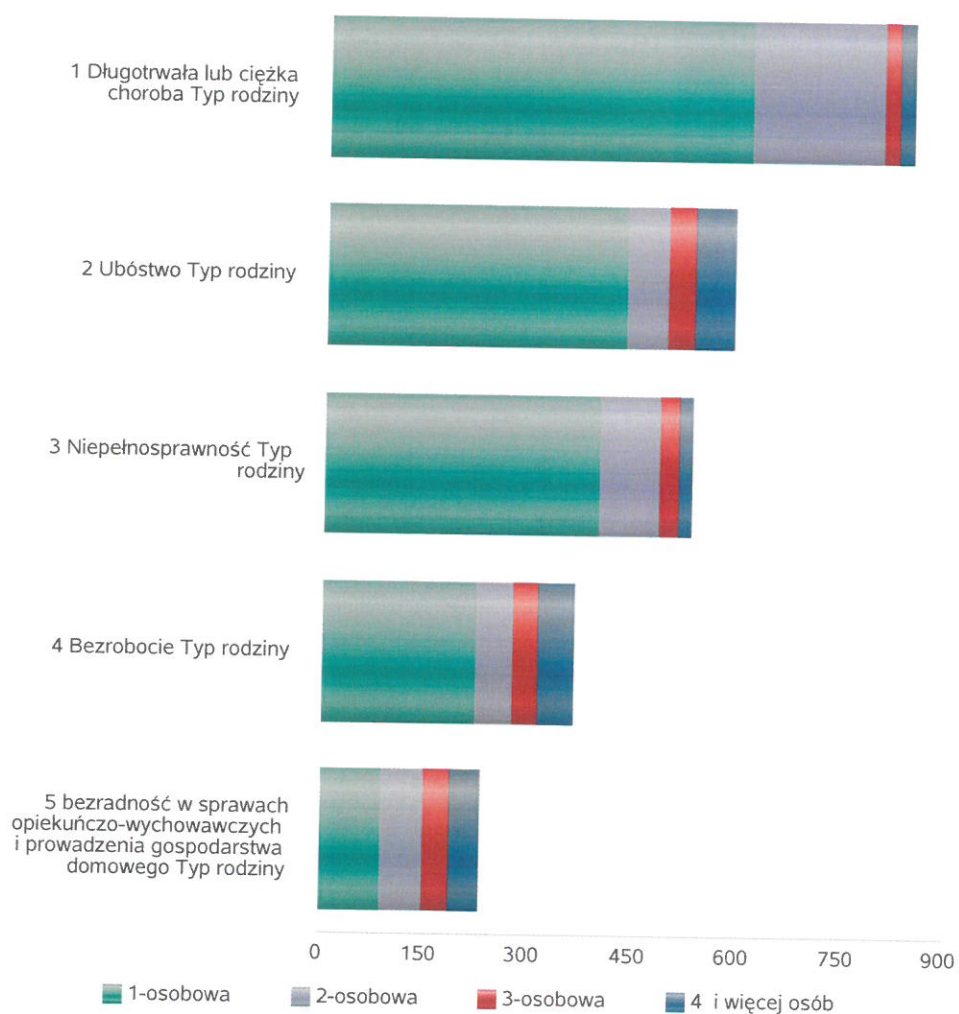 1 Długotrwała lub ciężka
choroba Typ rodziny
2 Ubóstwo Typ rodziny
3 Niepełnosprawność Typ
rodziny
4 Bezrobocie Typ rodziny
5 bezradność w sprawach
opiekuńczo-wychowawczych
i prowadzenia gospodarstwa
domowego Typ rodziny
0 150 300 450 600 750 900
1-osobowa 2-osobowa 3-osobowa 4 i więcej osób